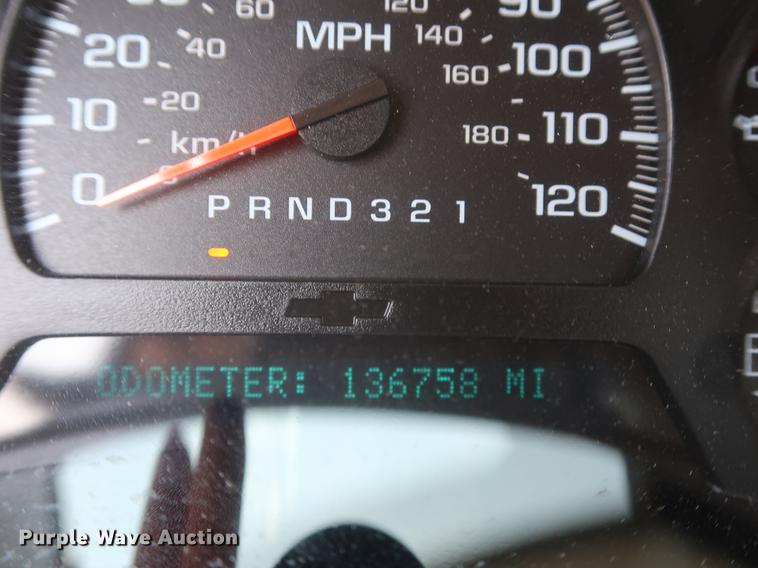 60 120 90
20 40 MPH 140 100
160
10 20 110
km/h 180
0
P R N D 3 2 1 120
ODOMETER: 136758 MI
Purple Wave Auction